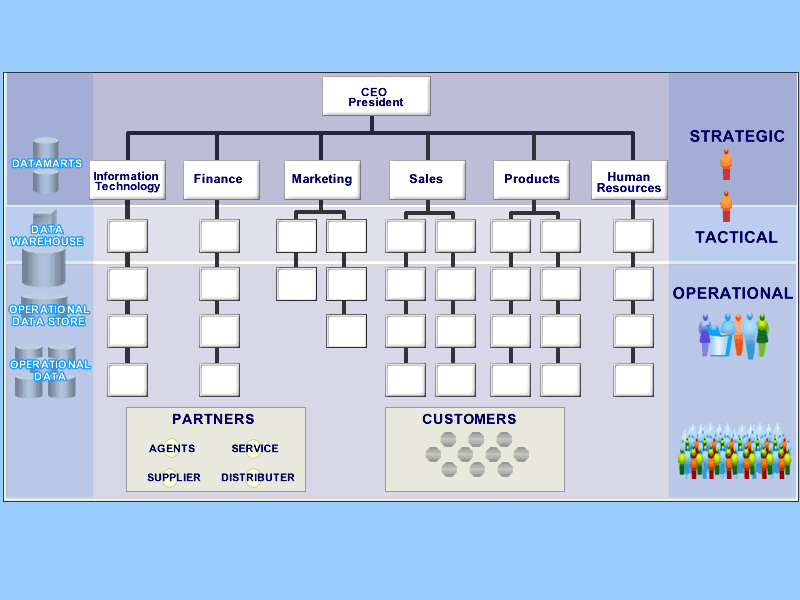 CEO
President
DATAMARTS
STRATEGIC
Information
Technology
Finance
Marketing
Sales
Products
Human
Resources
DATA
WAREHOUSE
TACTICAL
OPERATIONAL
DATA STORE
OPERATIONAL
OPERATIONAL
DATA
PARTNERS
AGENTS
SERVICE
SUPPLIER
DISTRIBUTER
CUSTOMERS